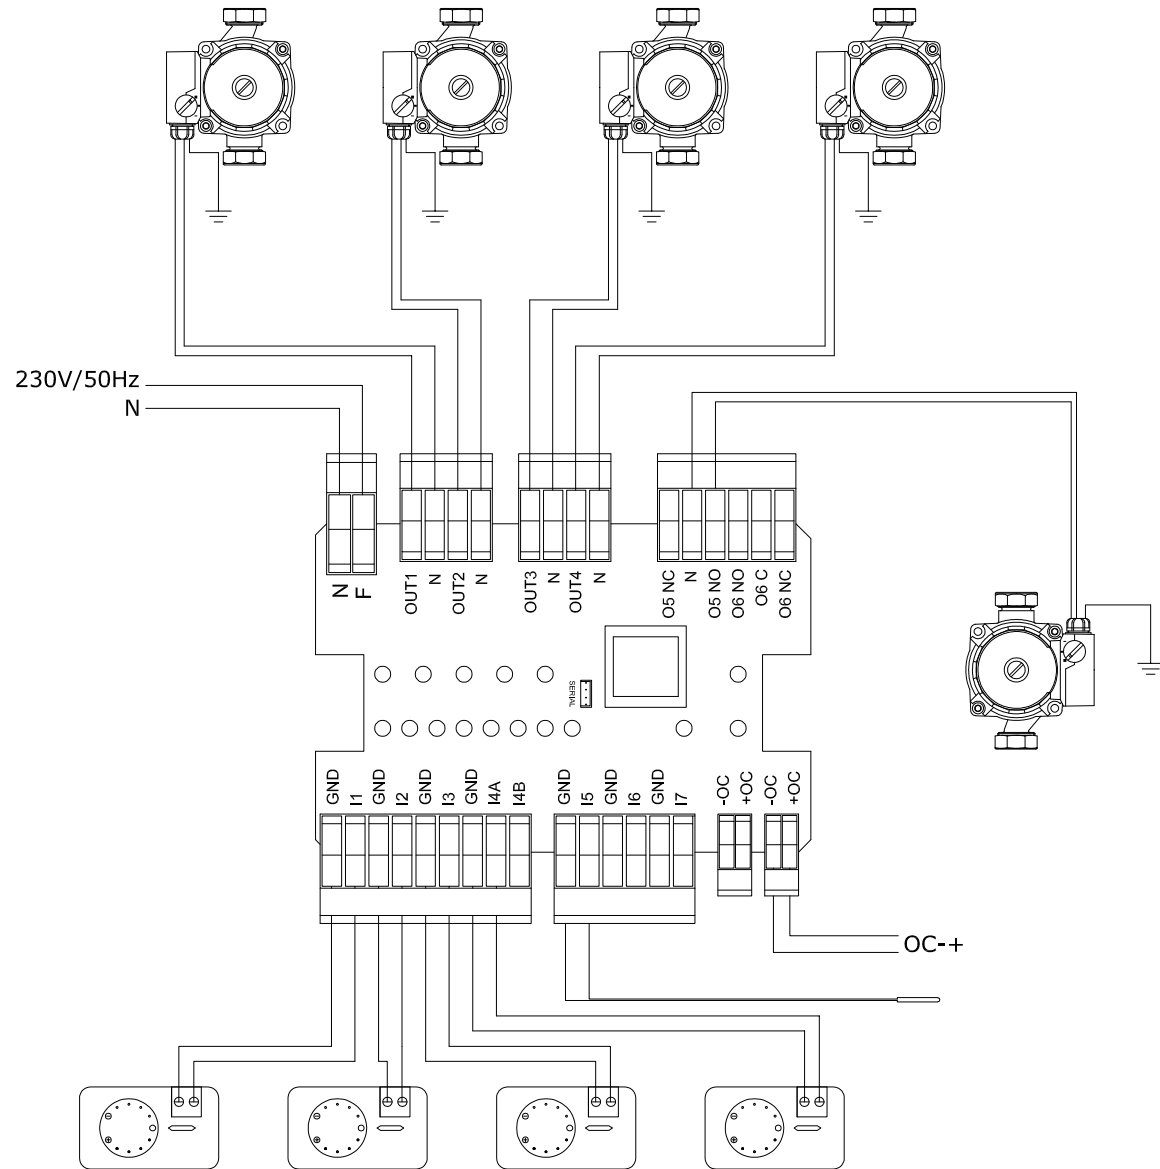 230V/50Hz
N
N
F
OUT1
N
OUT2
N
OUT3
N
OUT4
N
O5 NC
N
O5 NO
O6 NO
O6 C
O6 NC
SERIAL
GND
I1
GND
I2
GND
I3
GND
I4A
I4B
GND
I5
GND
I6
GND
I7
-OC
+OC
-OC
+OC
OC-+